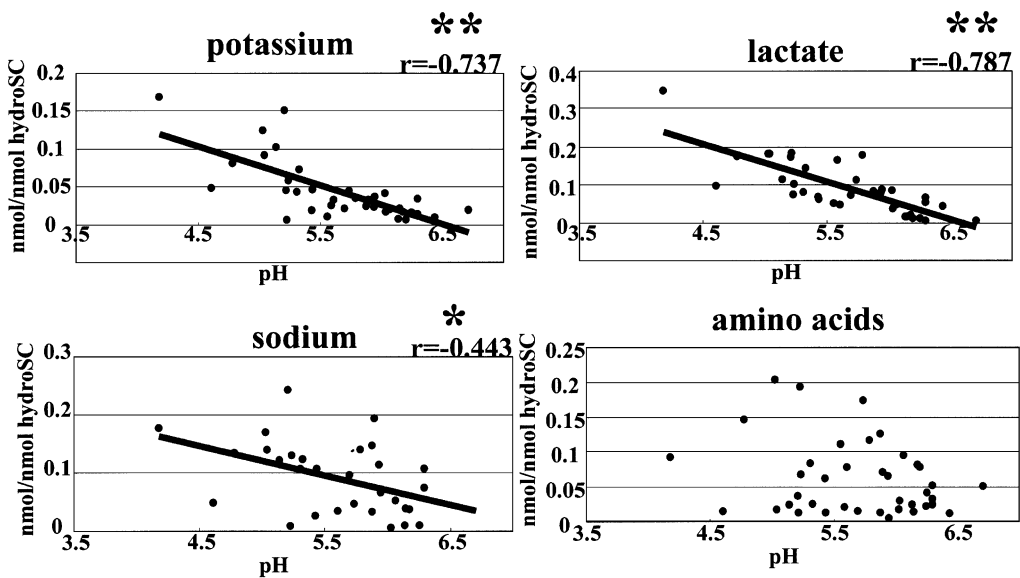 potassium
**
r=-0.737
nmol/nmol hydroSC
0.2
0.15
0.1
0.05
0
3.5 4.5 5.5 6.5
pH
lactate
**
r=-0.787
nmol/nmol hydroSC
0.4
0.3
0.2
0.1
0
3.5 4.5 5.5 6.5
pH
sodium
*
r=-0.443
nmol/nmol hydroSC
0.3
0.2
0.1
0
3.5 4.5 5.5 6.5
pH
amino acids
nmol/nmol hydroSC
0.25
0.2
0.15
0.1
0.05
0
3.5 4.5 5.5 6.5
pH